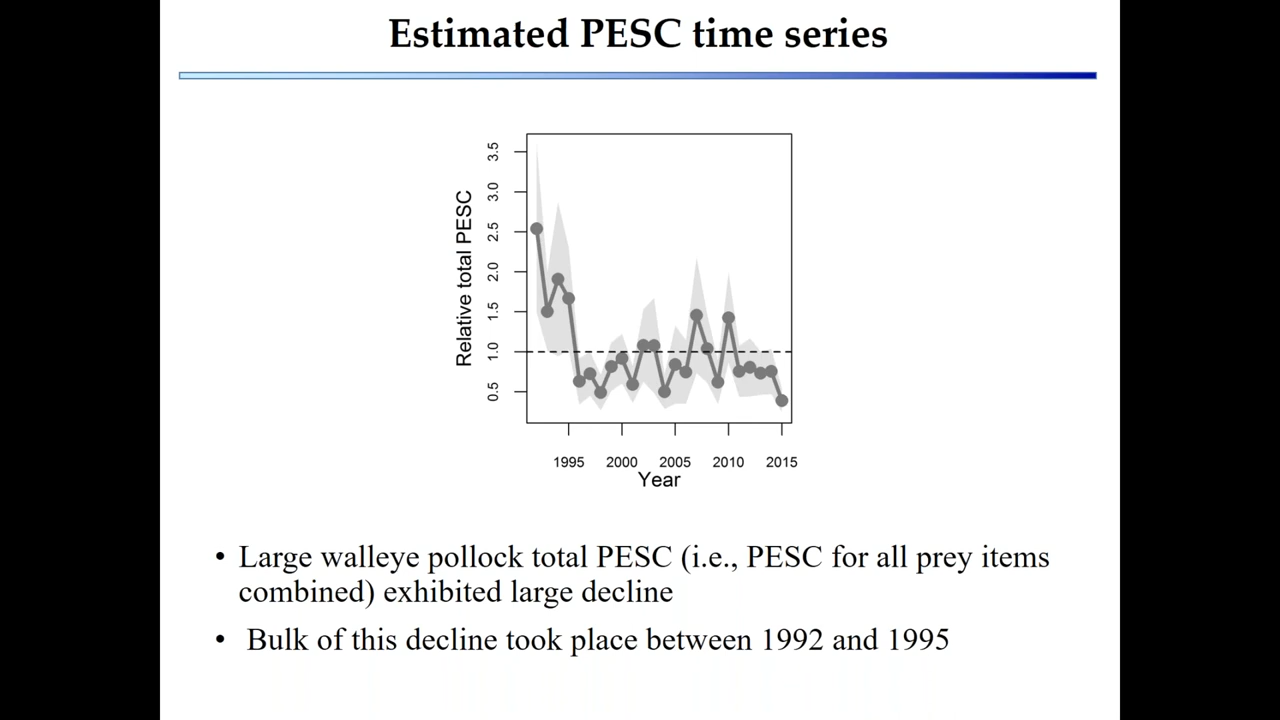 Estimated PESC time series
3.5
3.0
2.5
2.0
1.5
1.0
0.5
Relative total PESC
1995 2000 2005 2010 2015
Year
• Large walleye pollock total PESC (i.e., PESC for all prey items
combined) exhibited large decline
• Bulk of this decline took place between 1992 and 1995